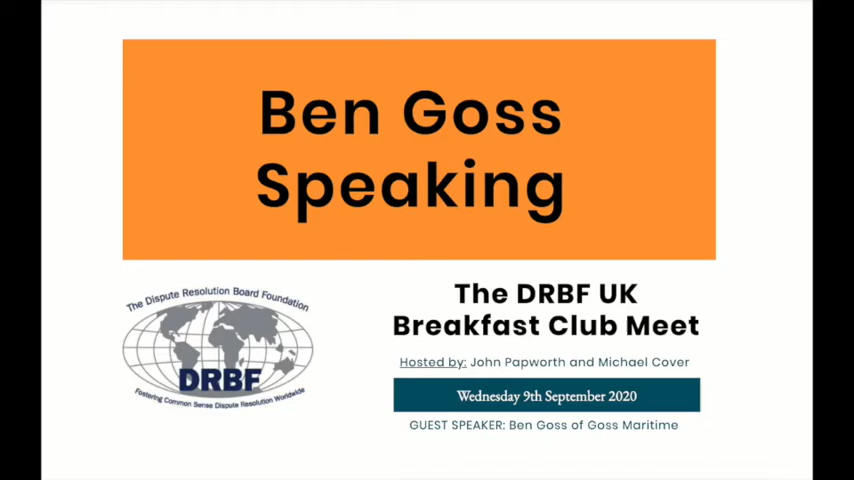 Ben Goss
Speaking
The Dispute Resolution Board Foundation
DRBF
Fostering Common Sense Dispute Resolution Worldwide
The DRBF UK
Breakfast Club Meet
Hosted by: John Papworth and Michael Cover
Wednesday 9th September 2020
GUEST SPEAKER: Ben Goss of Goss Maritime